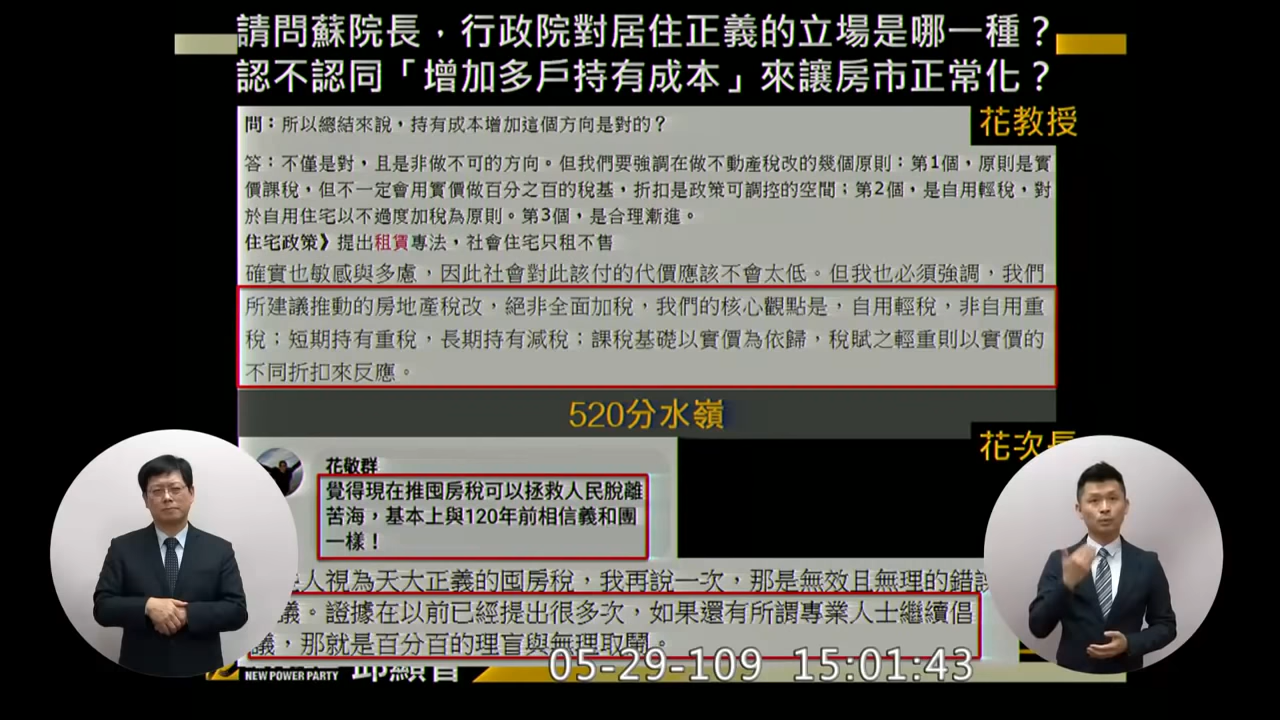 請問蘇院長，行政院對居住正義的立場是哪一種？
認不認同「增加多戶持有成本」來讓房市正常化？
花教授
問：所以總結來說，持有成本增加這個方向是對的？
答：不僅是對，且是非做不可的方向。但我們要強調在做不動產稅改的幾個原則：第1個，原則是實
價課稅，但不一定會用實價做百分之百的稅基，折扣是政策可調控的空間；第2個，是自用輕稅，對
於自用住宅以不過度加稅為原則。第3個，是合理漸進。
住宅政策》提出租賃專法，社會住宅只租不售
確實也敏感與多慮，因此社會對此該付的代價應該不會太低。但我也必須強調，我們
所建議推動的房地產稅改，絕非全面加稅，我們的核心觀點是，自用輕稅，非自用重
稅；短期持有重稅，長期持有減稅；課稅基礎以實價為依歸，稅賦之輕重則以實價的
不同折扣來反應。
520分水嶺
花次長
花敬群
覺得現在推囤房稅可以拯救人民脫離
苦海，基本上與120年前相信義和團
一樣！
人視為天大正義的囤房稅，我再說一次，那是無效且無理的錯
議。證據在以前已經提出很多次，如果還有所謂專業人士繼續倡
議，那就是百分百的理盲與無理取鬧。
NEW POWER PARTY 邱顯智
05-29-109 15:01:43